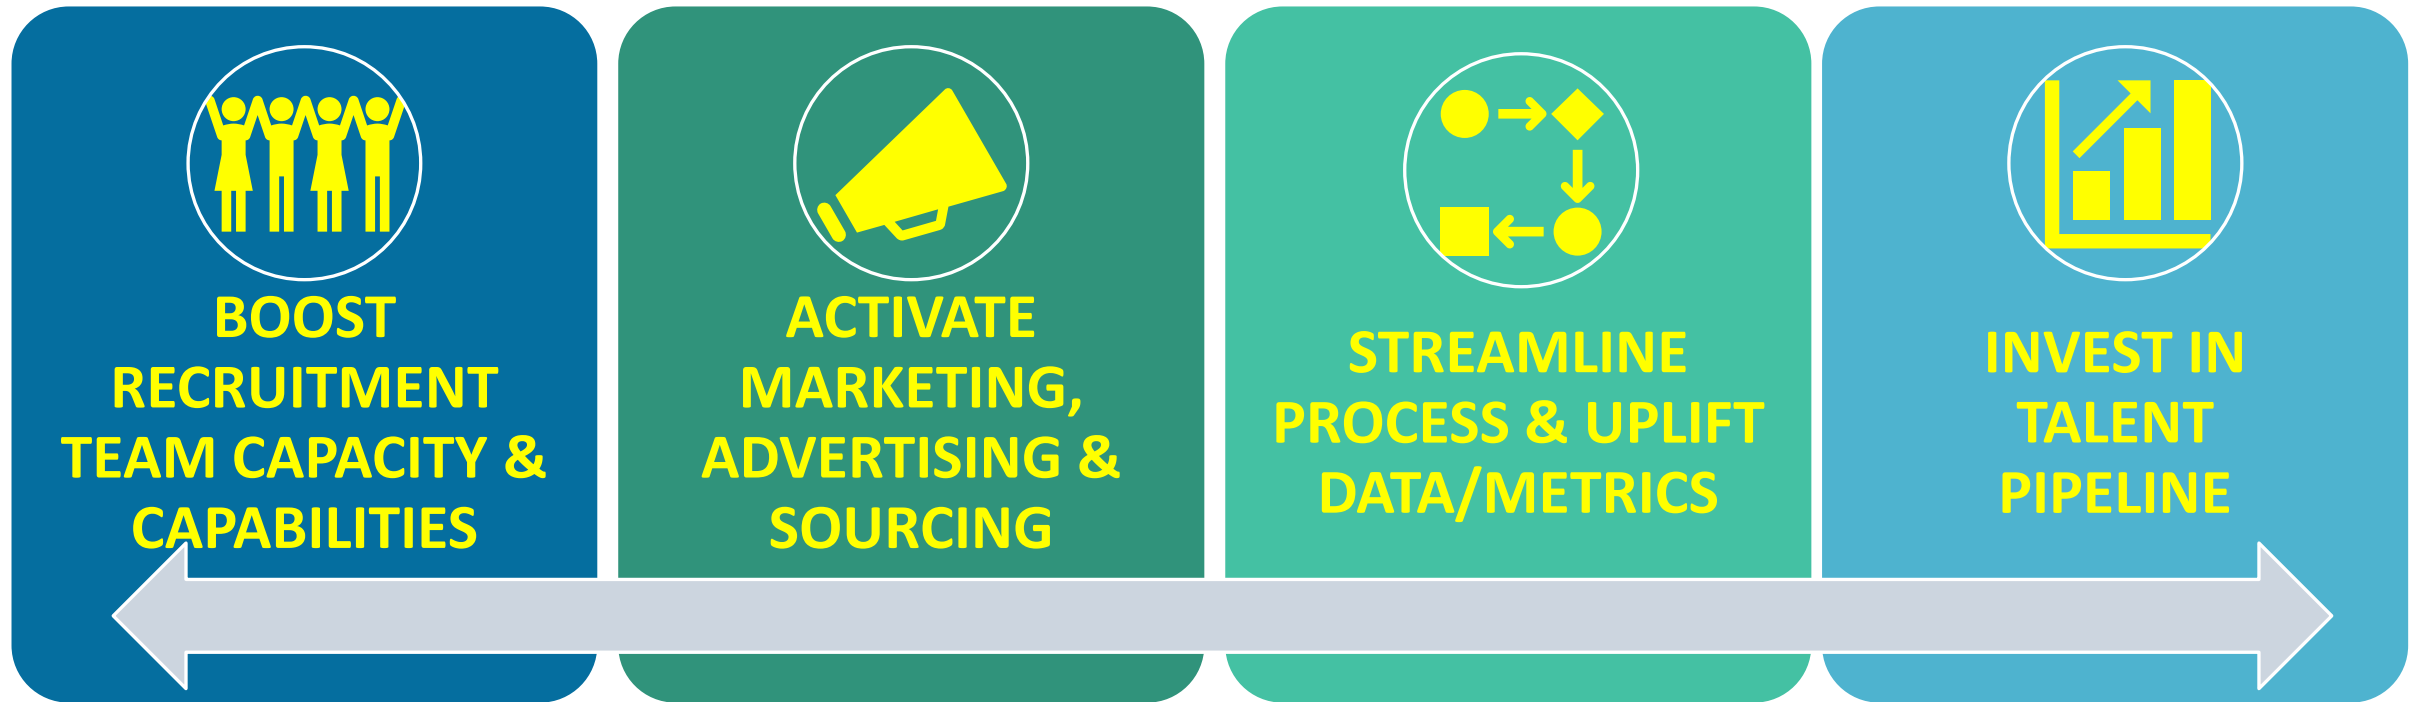 BOOST
RECRUITMENT
TEAM CAPACITY &
CAPABILITIES
ACTIVATE
MARKETING,
ADVERTISING &
SOURCING
STREAMLINE
PROCESS & UPLIFT
DATA/METRICS
INVEST IN
TALENT
PIPELINE